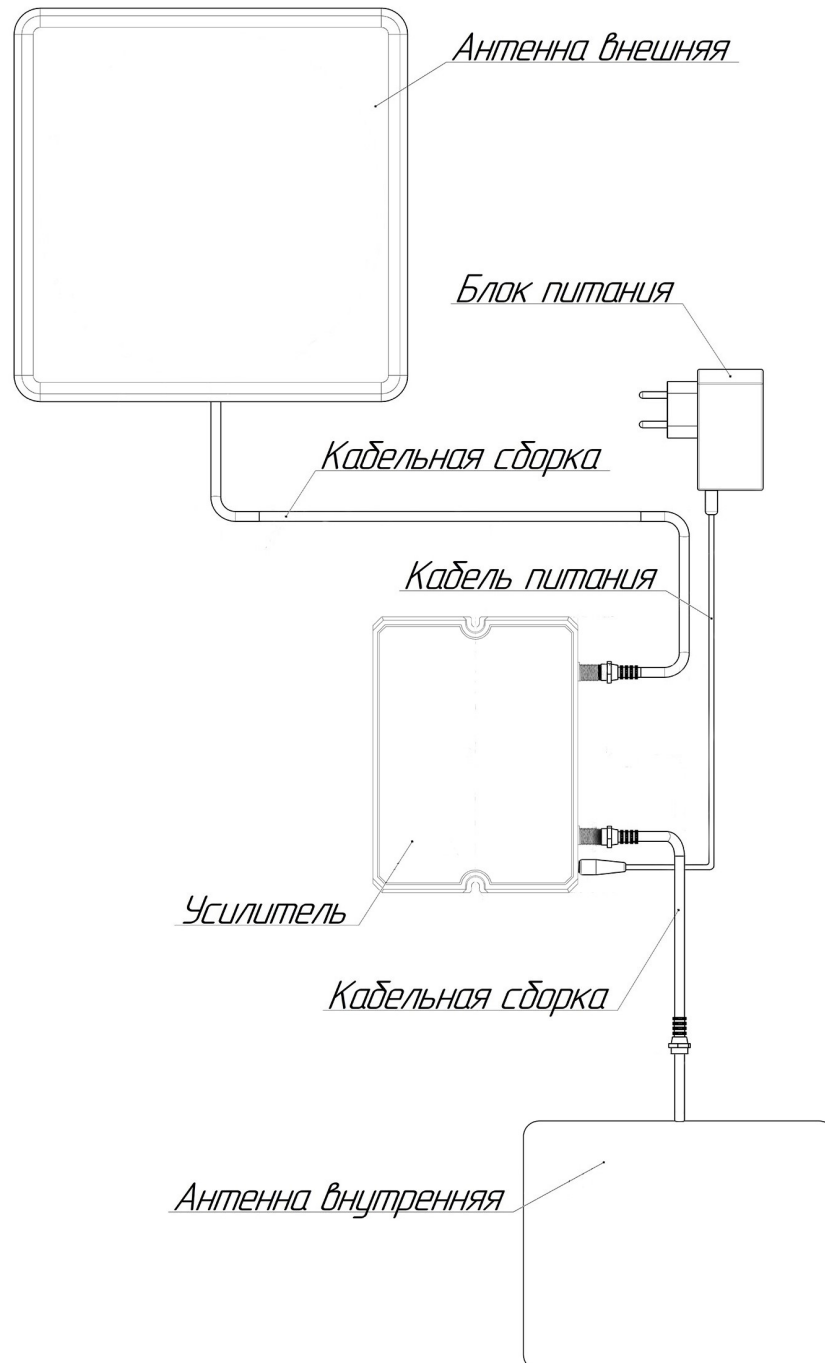 Антенна внешняя
Блок питания
Кабельная сборка
Кабель питания
Усилитель
Кабельная сборка
Антенна внутренняя